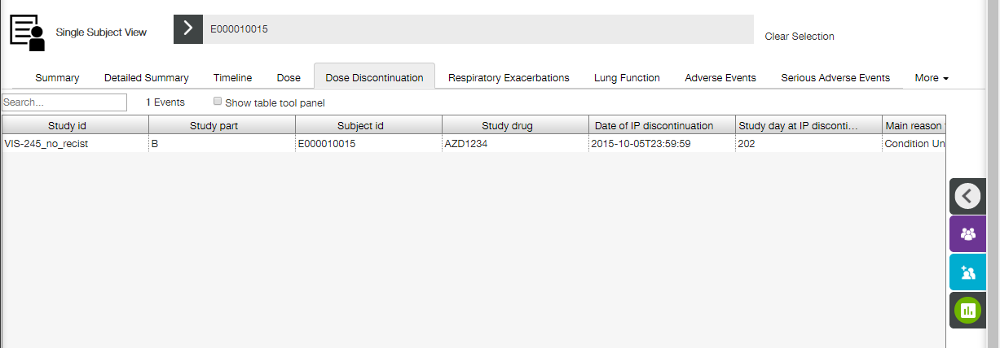 Single Subject View
E000010015
Clear Selection
Summary Detailed Summary Timeline Dose Dose Discontinuation Respiratory Exacerbations Lung Function Adverse Events Serious Adverse Events More
Search... 1 Events Show table tool panel
Study id Study part Subject id Study drug Date of IP discontinuation Study day at IP disconti... Main reason
VIS-245_no_recist B E000010015 AZD1234 2015-10-05T23:59:59 202 Condition Un